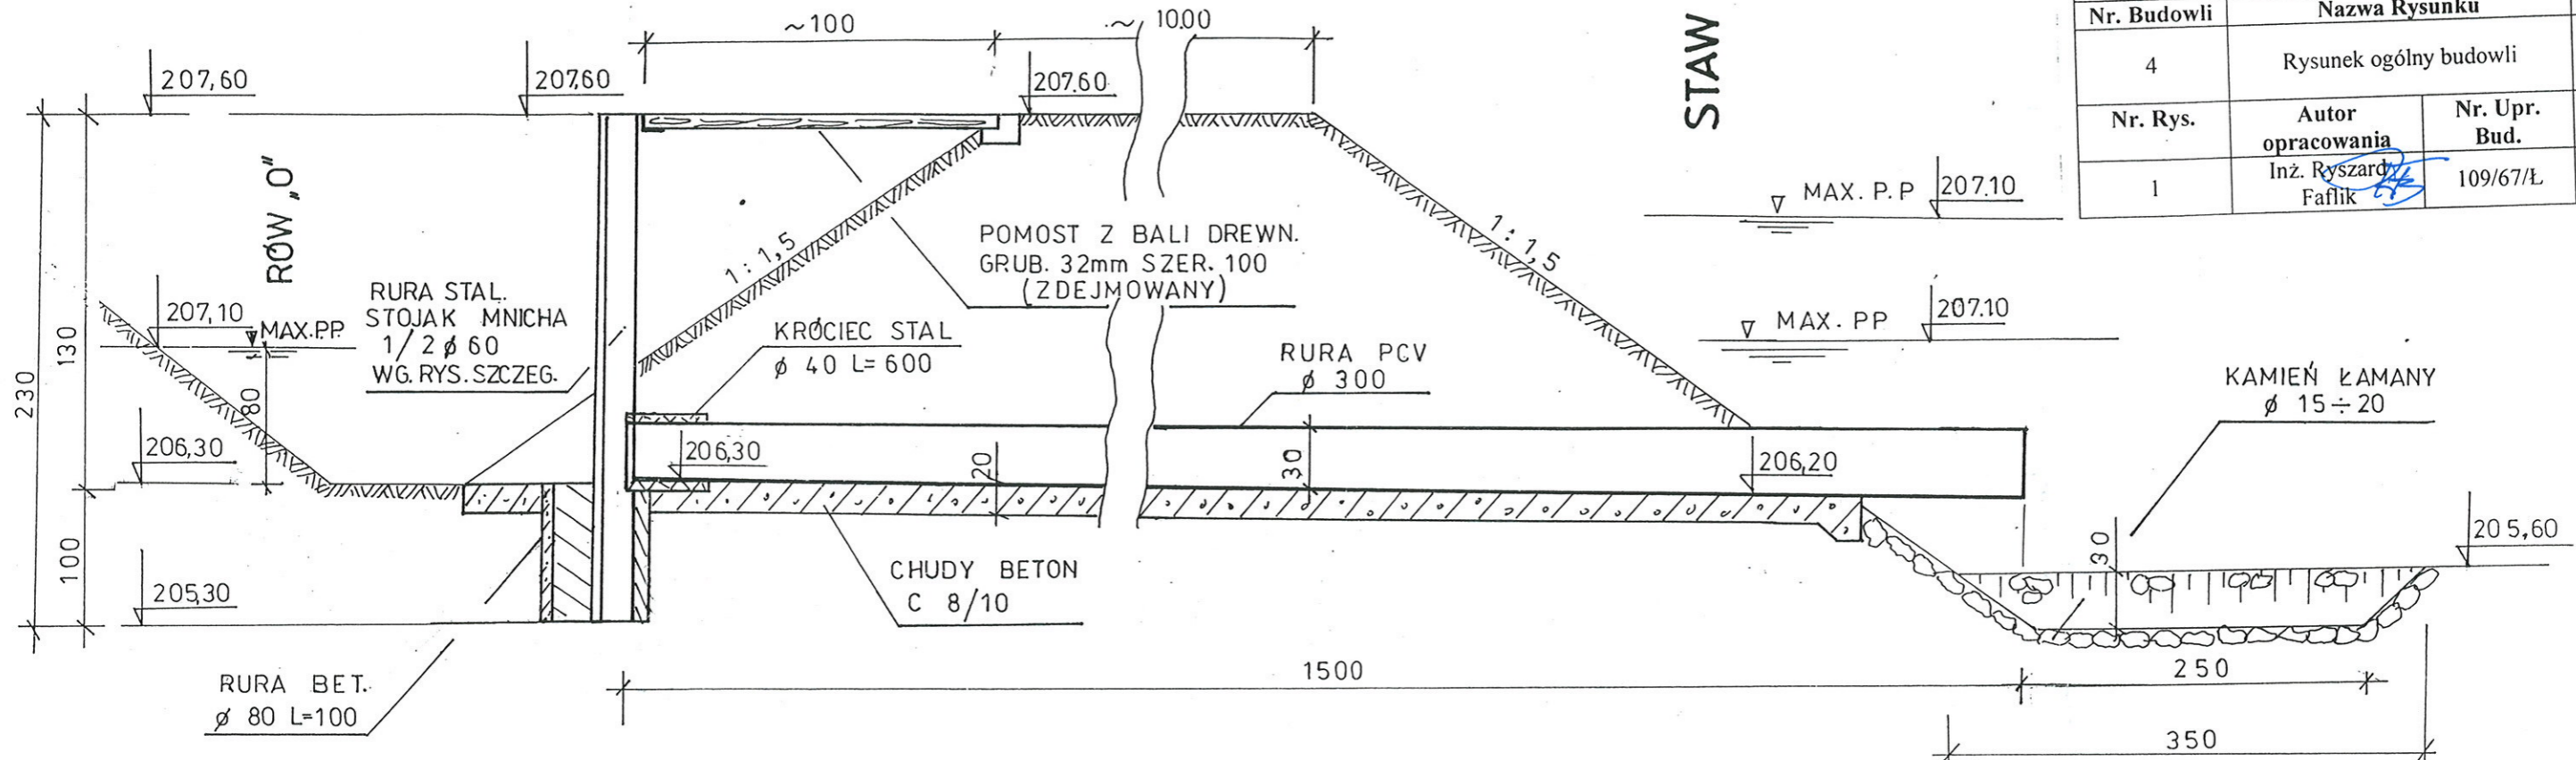 ~100
~ 1000
207,60
207,60
207.60
STAW
Nr. Budowli
Nazwa Rysunku
4
Rysunek ogólny budowli
Nr. Rys.
Autor
opracowania
Nr. Upr.
Bud.
1
Inż. Ryszard
Faflik
109/67/Ł
RÓW „O”
MAX. P.P
207.10
1:1,5
1:1,5
POMOST Z BALI DREWN.
GRUB. 32mm SZER. 100
(ZDEJMOWANY)
RURA STAL.
STOJAK MNICHA
1/2 ϕ 60
WG. RYS. SZCZEG.
207,10
MAX.P.P.
MAX. PP
207.10
KRÓCIEC STAL
ϕ 40 L= 600
RURA PCV
ϕ 300
KAMIEŃ ŁAMANY
ϕ 15÷20
230
130
80
206,30
206,30
20
30
206,20
100
205,30
CHUDY BETON
C 8/10
30
205,60
RURA BET.
ϕ 80 L=100
1500
250
350